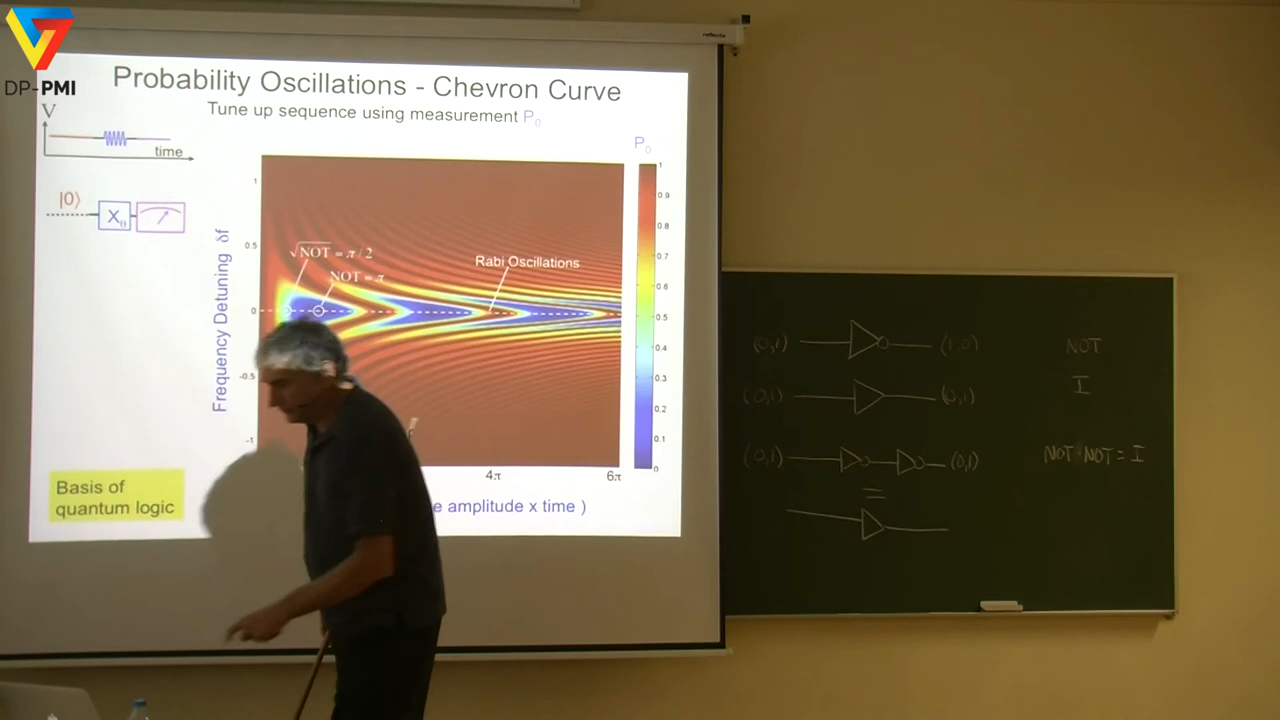 reflecta
DP-PMI
Probability Oscillations - Chevron Curve
Tune up sequence using measurement P₀
V
time
|0⟩
Xθ
P₀
Frequency Detuning δf
1
0.5
0
-0.5
-1
√NOT = π/2
NOT = π
Rabi Oscillations
4π
6π
e amplitude x time )
1
0.9
0.8
0.7
0.6
0.5
0.4
0.3
0.2
0.1
0
Basis of
quantum logic
(0,1) (1,0) NOT
(0,1) (0,1) I
(0,1) (0,1) NOT·NOT = I
=